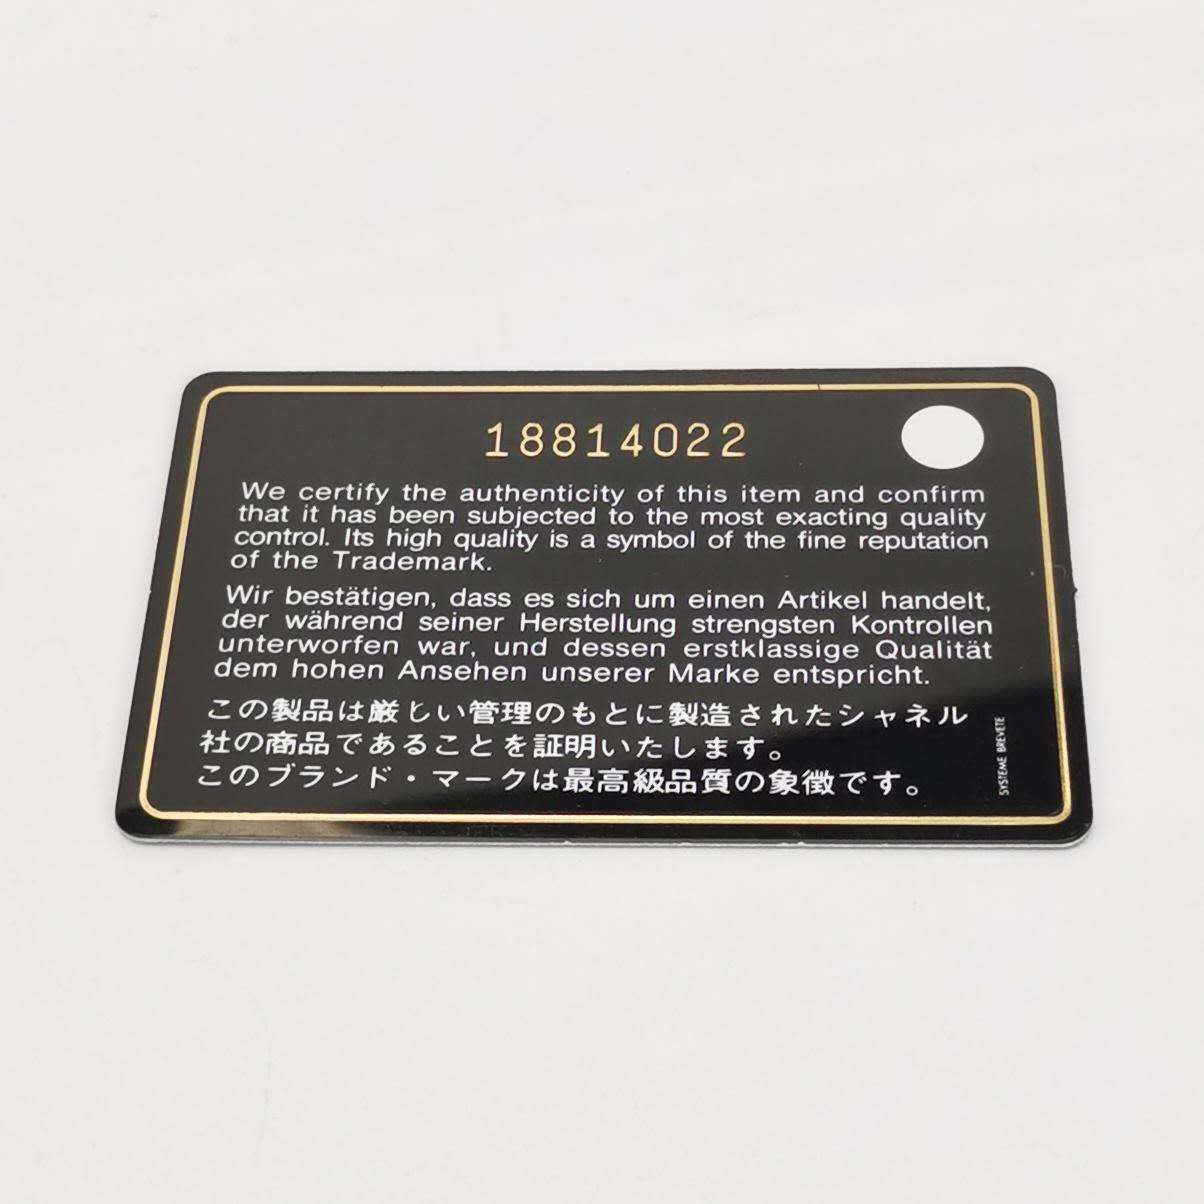 18814022
We certify the authenticity of this item and confirm
that it has been subjected to the most exacting quality
control. Its high quality is a symbol of the fine reputation
of the Trademark.
Wir bestätigen, dass es sich um einen Artikel handelt,
der während seiner Herstellung strengsten Kontrollen
unterworfen war, und dessen erstklassige Qualität
dem hohen Ansehen unserer Marke entspricht.
この製品は厳しい管理のもとに製造されたシャネル
社の商品であることを証明いたします。
このブランド・マークは最高級品質の象徴です。
SYSTEME BREVETE